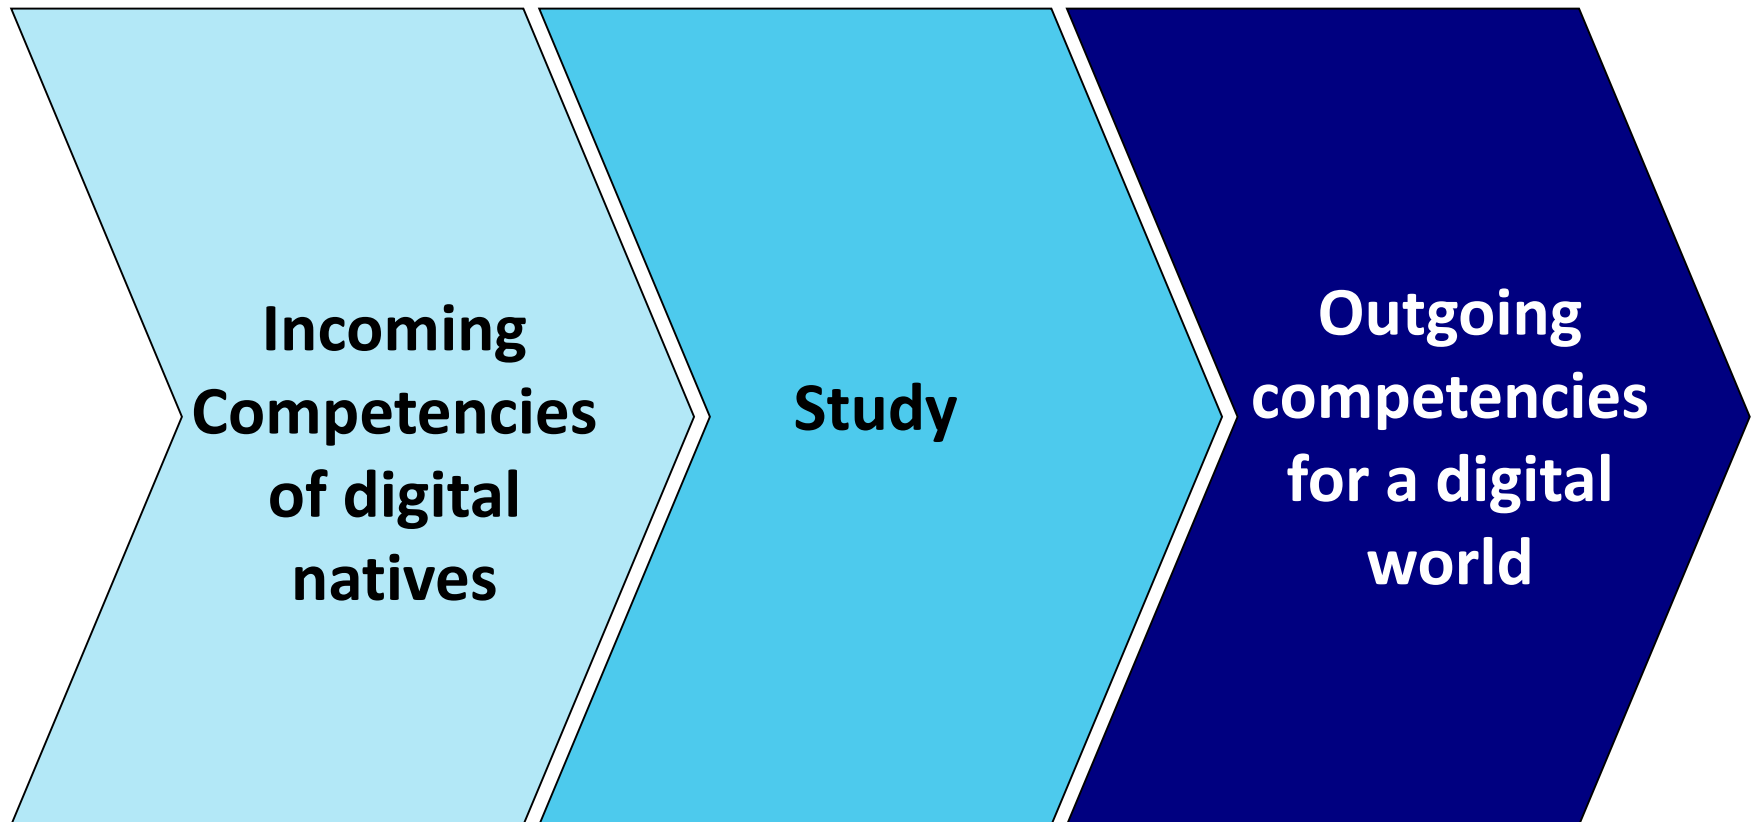 Incoming
Competencies
of digital
natives
Study
Outgoing
competencies
for a digital
world